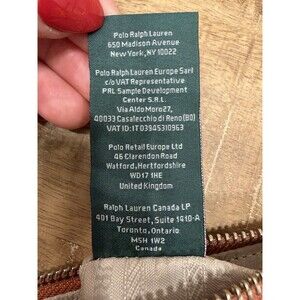 Polo Ralph Lauren
650 Madison Avenue
New York, NY 10022
Polo Ralph Lauren Europe Sarl
c/o VAT Representative
PRL Sample Development
Center S.R.L.
Via Aldo Moro27,
40033 Casalecchio di Reno(BO)
VAT ID: IT 03945310963
Polo Retail Europe Ltd
46 Clarendon Road
Watford, Hertfordshire
WD17 1HE
United Kingdom
Ralph Lauren Canada LP
401 Bay Street, Suite 1410-A
Toronto, Ontario
M5H 1W2
Canada